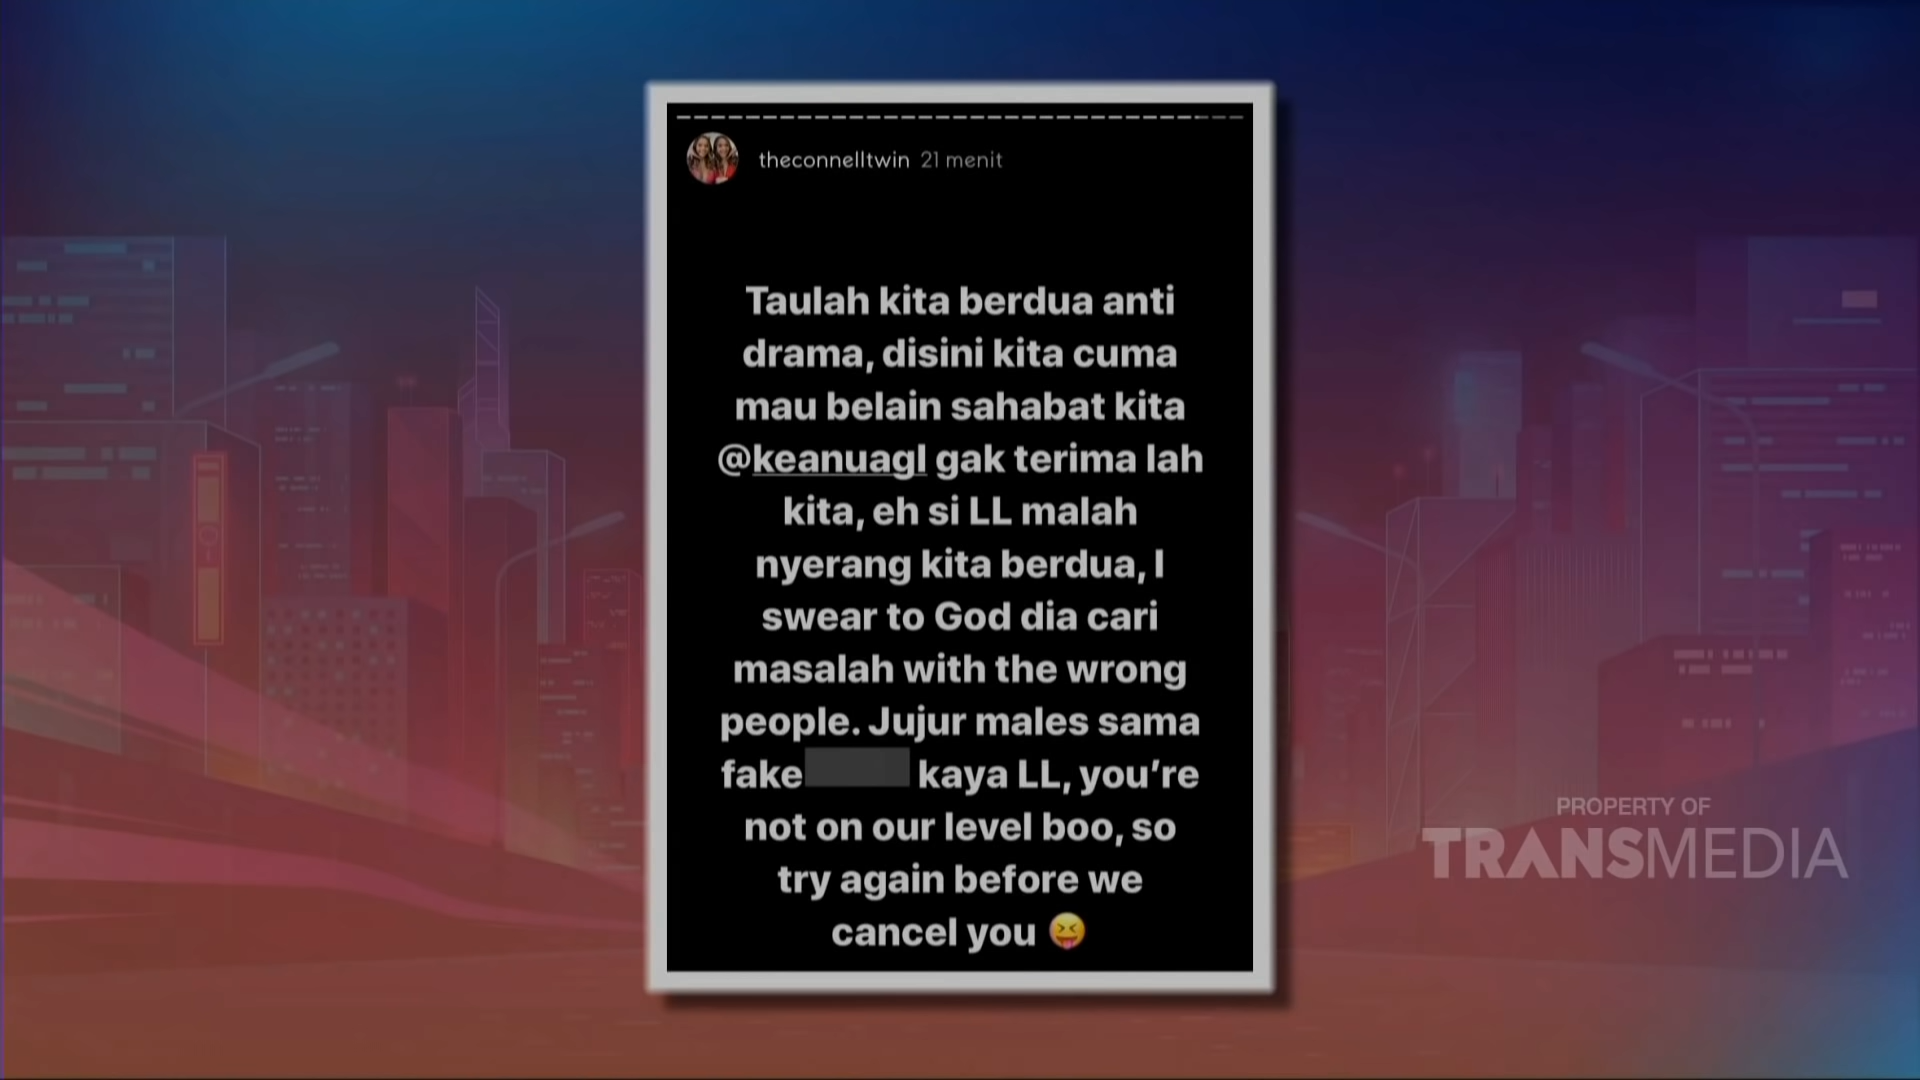 theconnelltwin 21 menit
Taulah kita berdua anti
drama, disini kita cuma
mau belain sahabat kita
@keanuagl gak terima lah
kita, eh si LL malah
nyerang kita berdua, I
swear to God dia cari
masalah with the wrong
people. Jujur males sama
fake kaya LL, you're
not on our level boo, so
try again before we
cancel you 😝
PROPERTY OF
TRANSMEDIA